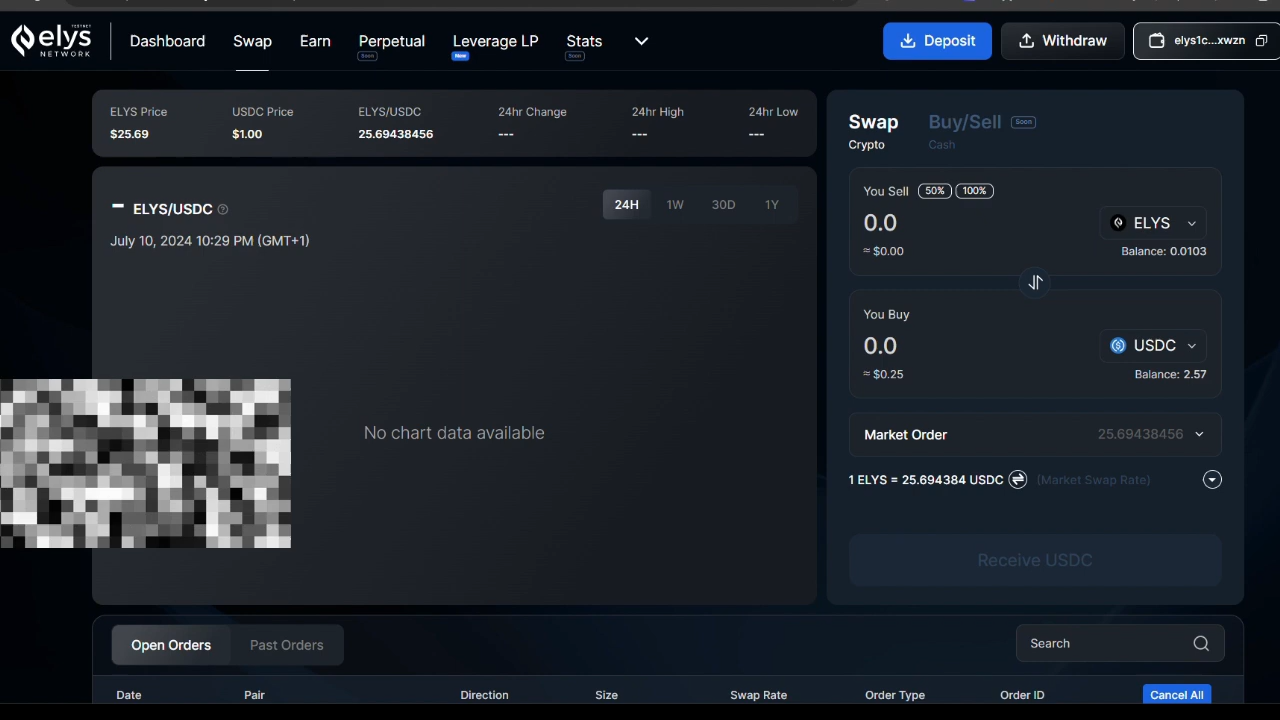 TESTNET
elys
NETWORK
Dashboard Swap Earn Perpetual Leverage LP Stats
Soon New Soon
Deposit Withdraw elys1c...xwzn
ELYS Price USDC Price ELYS/USDC 24hr Change 24hr High 24hr Low
$25.69 $1.00 25.69438456 --- --- ---
ELYS/USDC
24H 1W 30D 1Y
July 10, 2024 10:29 PM (GMT+1)
No chart data available
Swap Buy/Sell Soon
Crypto Cash
You Sell 50% 100%
0.0 ELYS
≈ $0.00 Balance: 0.0103
You Buy
0.0 USDC
≈ $0.25 Balance: 2.57
Market Order 25.69438456
1 ELYS = 25.694384 USDC (Market Swap Rate)
Receive USDC
Open Orders Past Orders Search
Date Pair Direction Size Swap Rate Order Type Order ID Cancel All